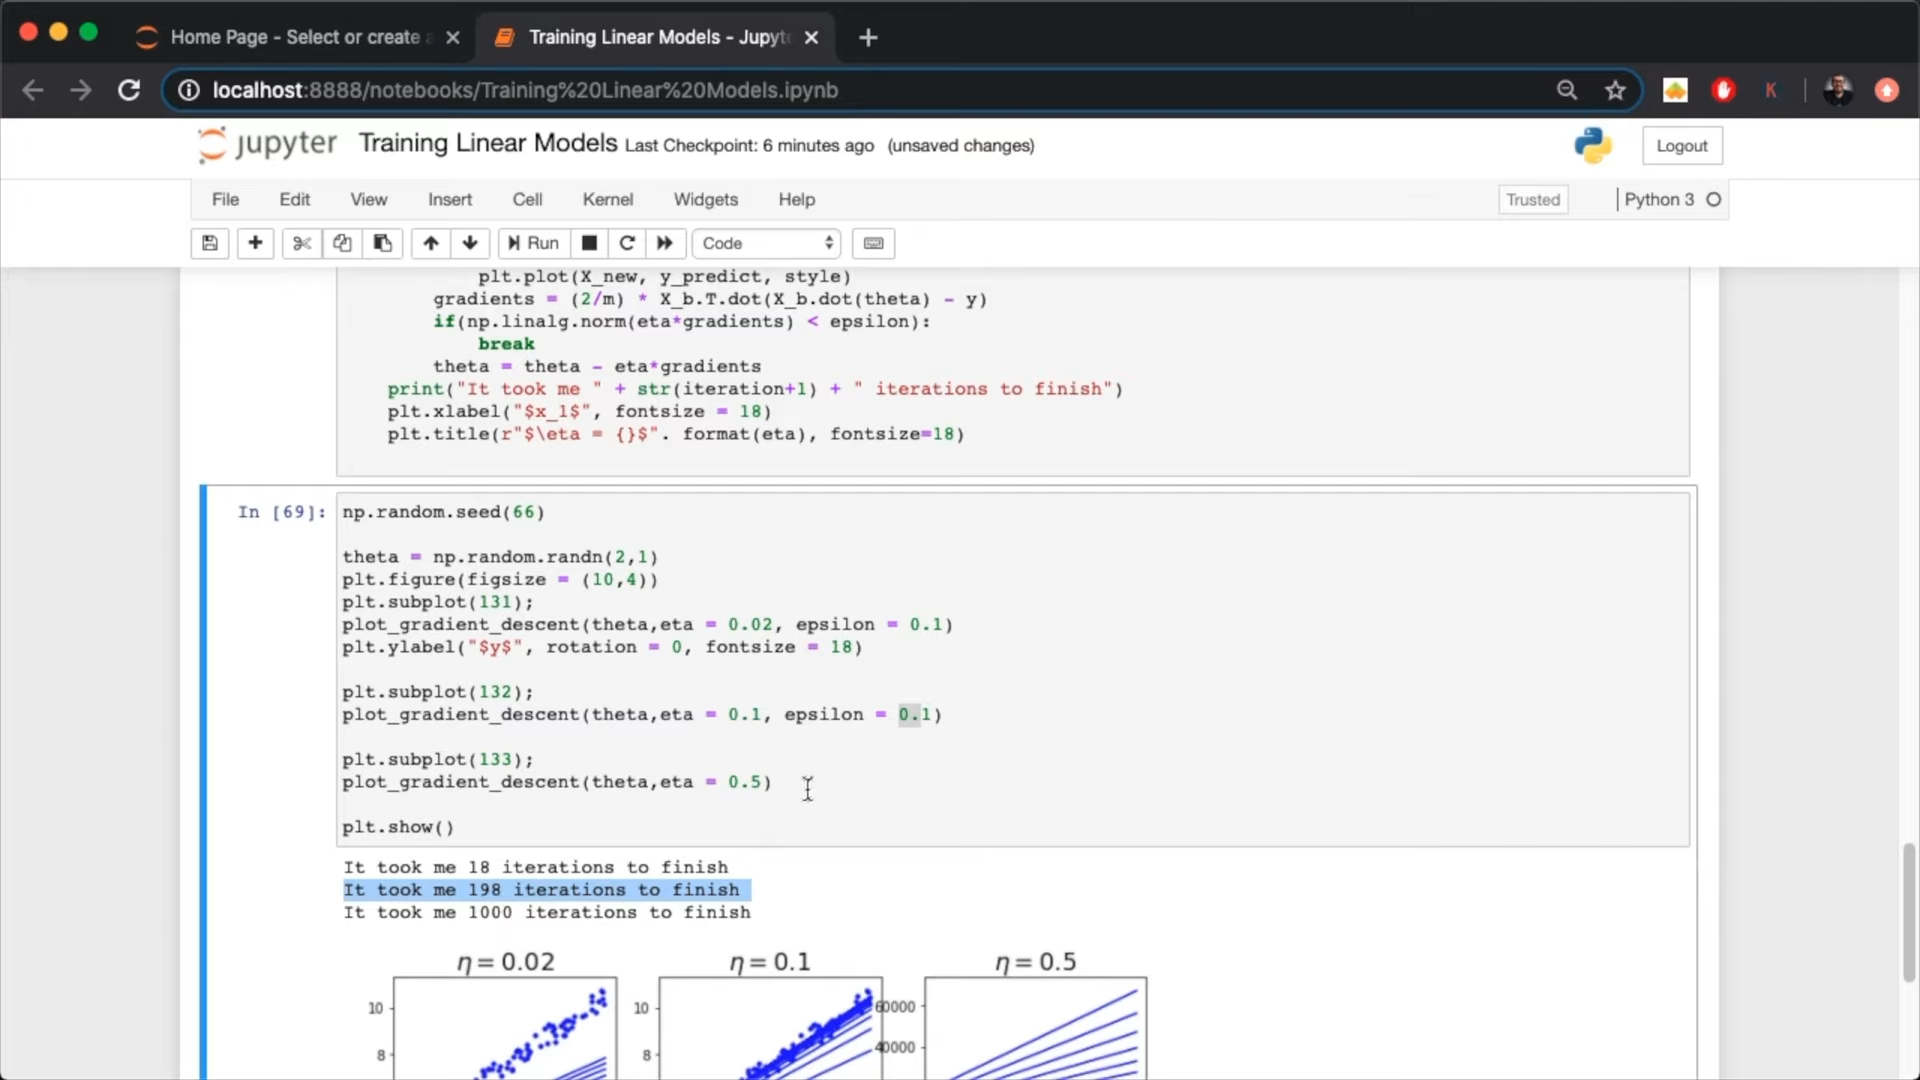 Home Page - Select or create a
Training Linear Models - Jupyt
localhost:8888/notebooks/Training%20Linear%20Models.ipynb
K
jupyter Training Linear Models Last Checkpoint: 6 minutes ago (unsaved changes)
Logout
File Edit View Insert Cell Kernel Widgets Help Trusted Python 3
Run Code
plt.plot(X_new, y_predict, style)
gradients = (2/m) * X_b.T.dot(X_b.dot(theta) - y)
if(np.linalg.norm(eta*gradients) < epsilon):
break
theta = theta - eta*gradients
print("It took me " + str(iteration+1) + " iterations to finish")
plt.xlabel("$x_1$", fontsize = 18)
plt.title(r"$\eta = {}$". format(eta), fontsize=18)
In [69]: np.random.seed(66)
theta = np.random.randn(2,1)
plt.figure(figsize = (10,4))
plt.subplot(131);
plot_gradient_descent(theta,eta = 0.02, epsilon = 0.1)
plt.ylabel("$y$", rotation = 0, fontsize = 18)
plt.subplot(132);
plot_gradient_descent(theta,eta = 0.1, epsilon = 0.1)
plt.subplot(133);
plot_gradient_descent(theta,eta = 0.5)
plt.show()
It took me 18 iterations to finish
It took me 198 iterations to finish
It took me 1000 iterations to finish
η = 0.02 η = 0.1 η = 0.5
10 10 60000
8 8 40000